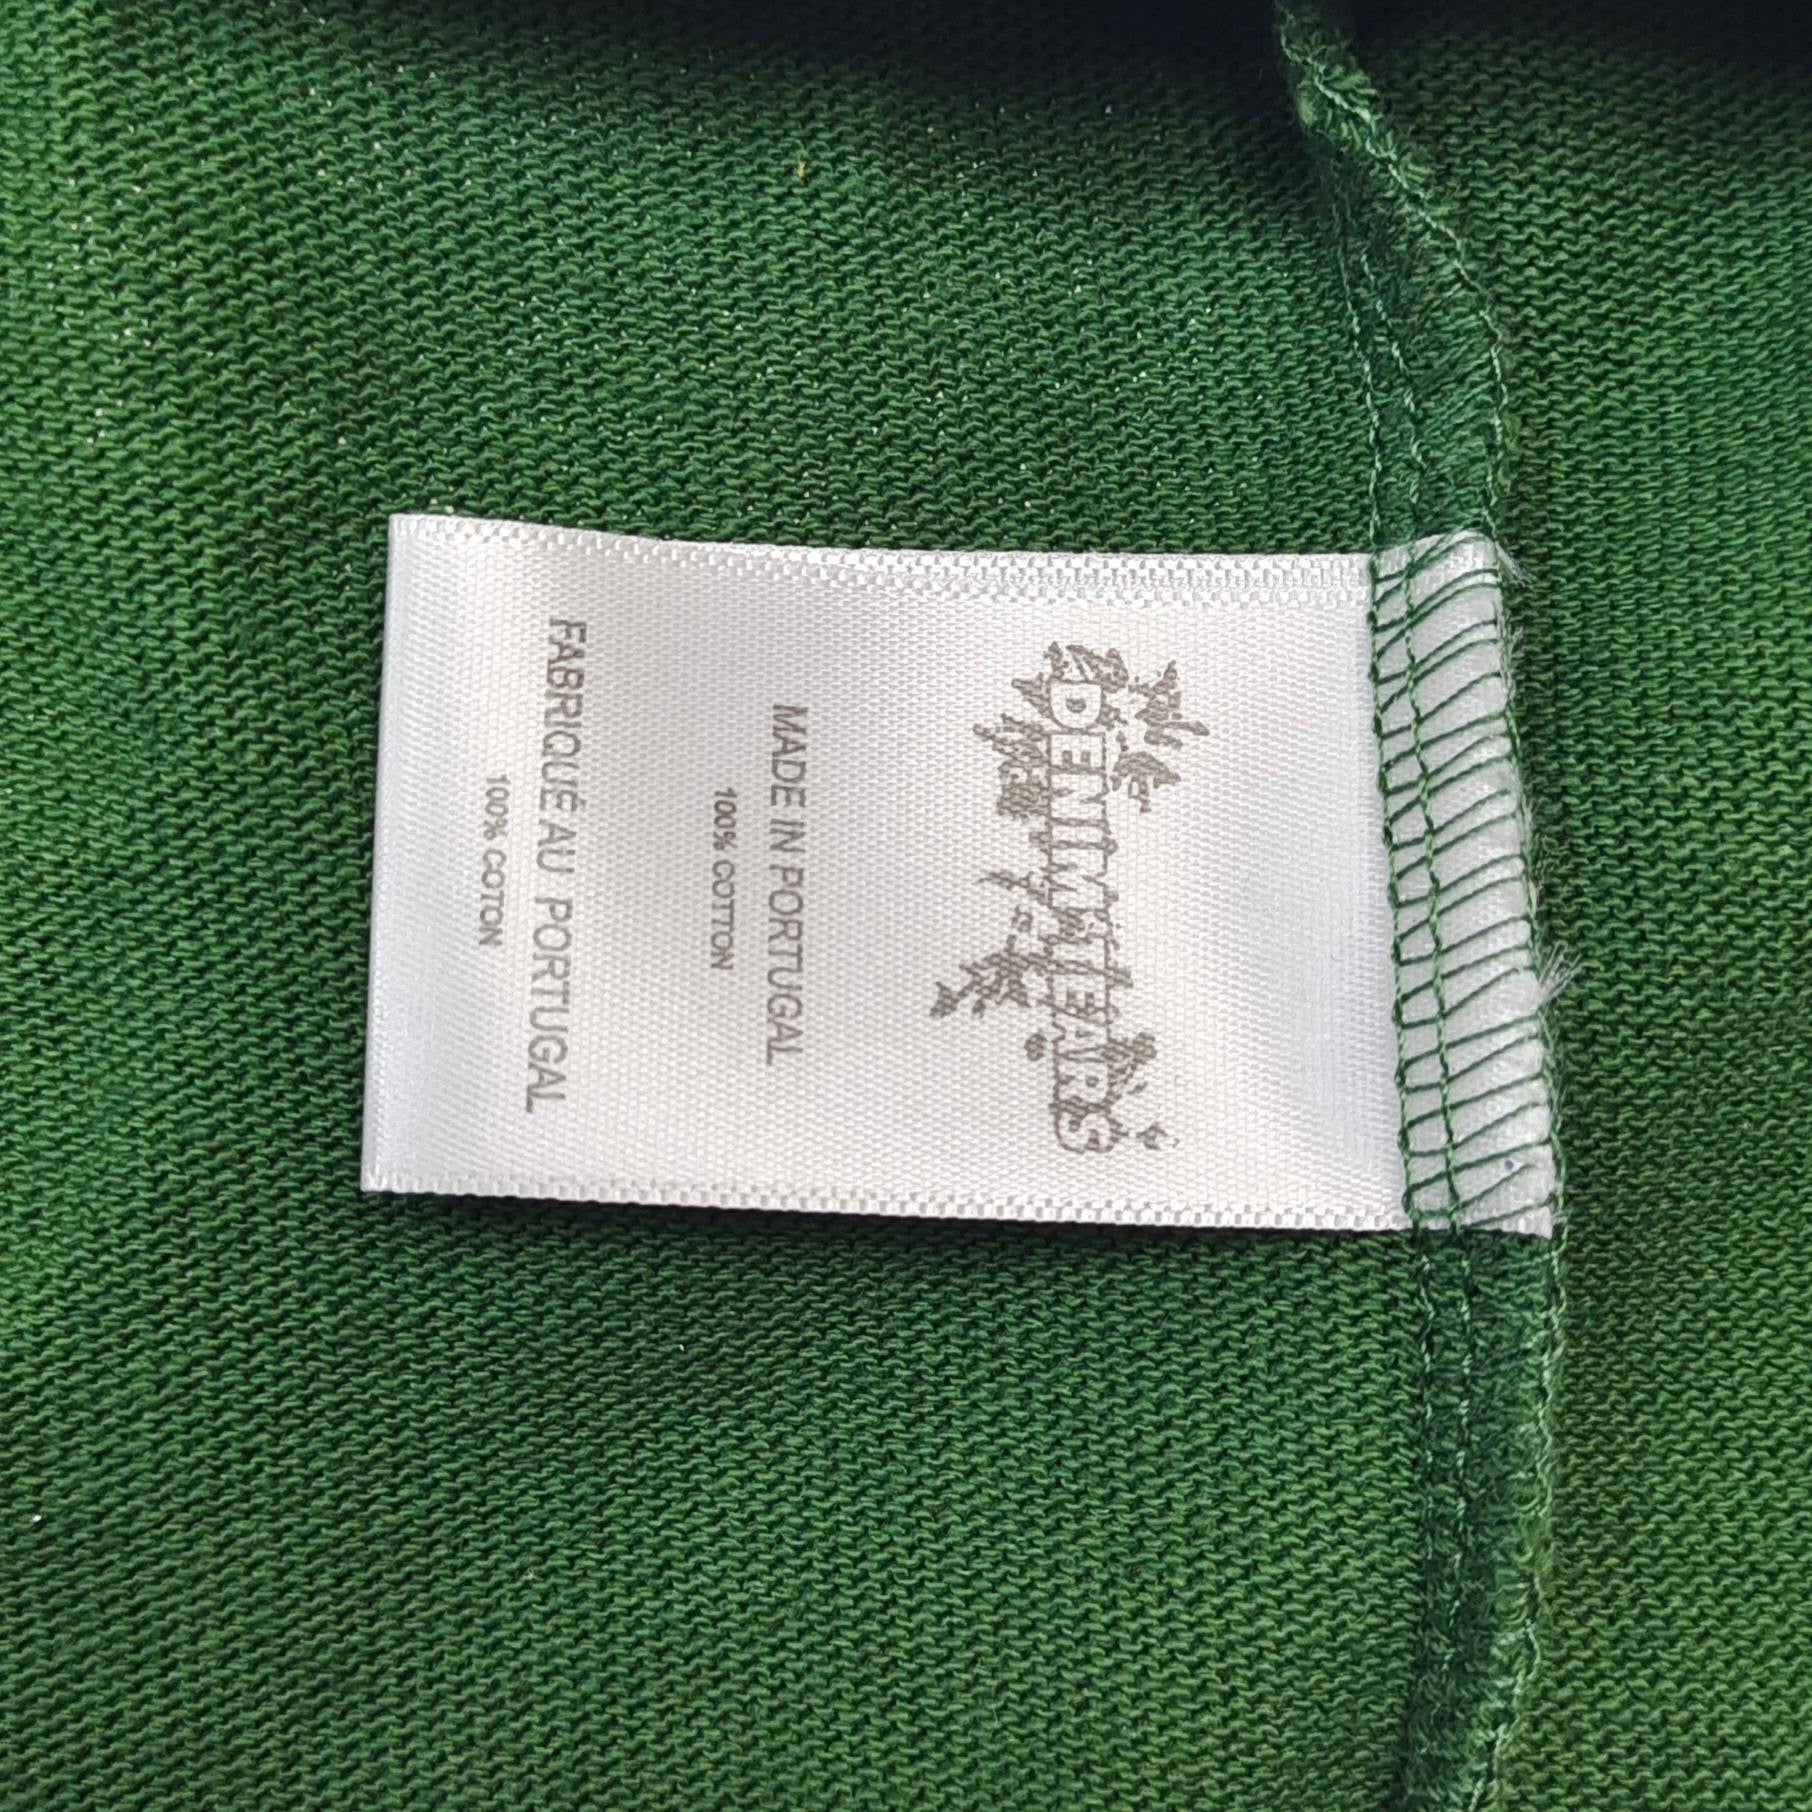 DENIM TEARS
MADE IN PORTUGAL
100% COTTON
FABRIQUÉ AU PORTUGAL
100% COTON